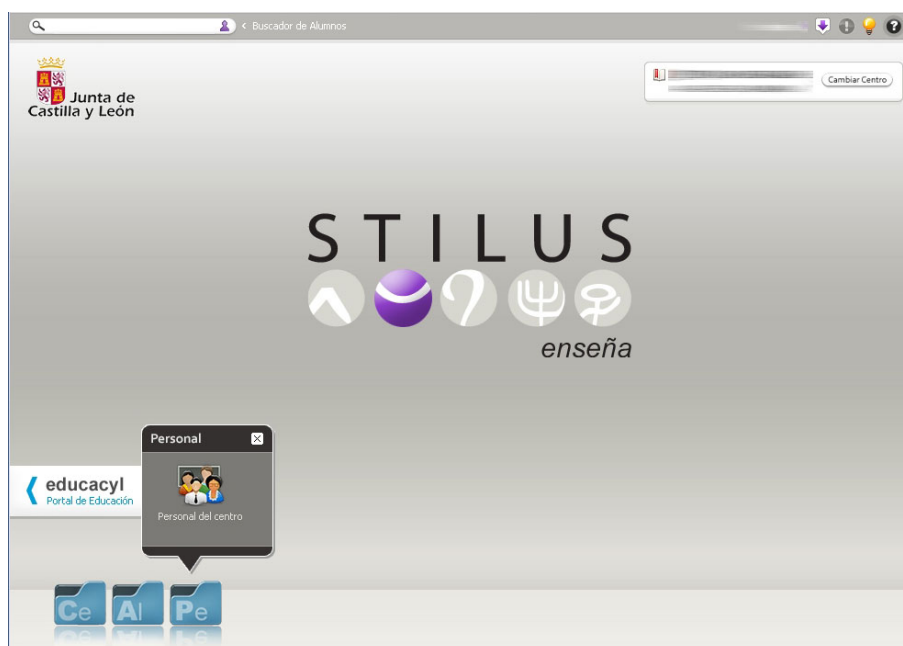 < Buscador de Alumnos
Junta de
Castilla y León
Cambiar Centro
STILUS
enseña
Personal
educacyl
Portal de Educación
Personal del centro
Ce Al Pe